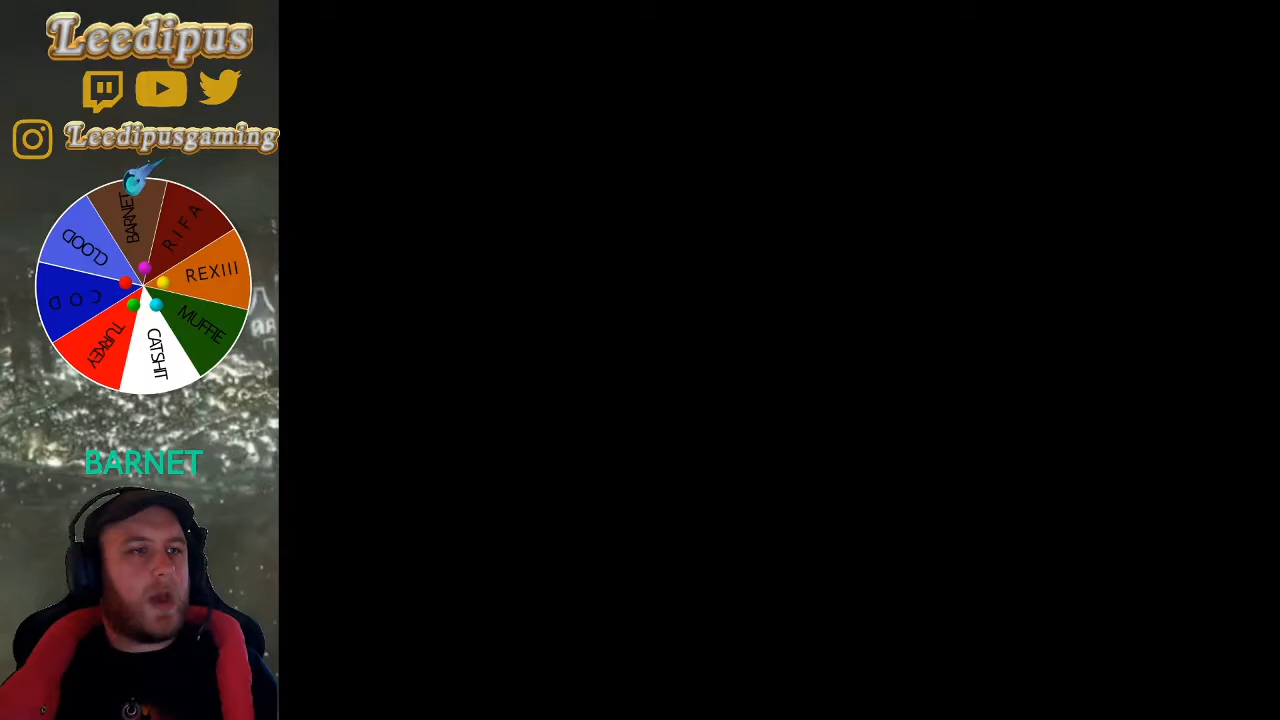 Leedipus
Leedipusgaming
BARNET
RIFA
REXIII
MUFFIE
CATSHIT
TURKEY
COD
CLOOD
BARNET